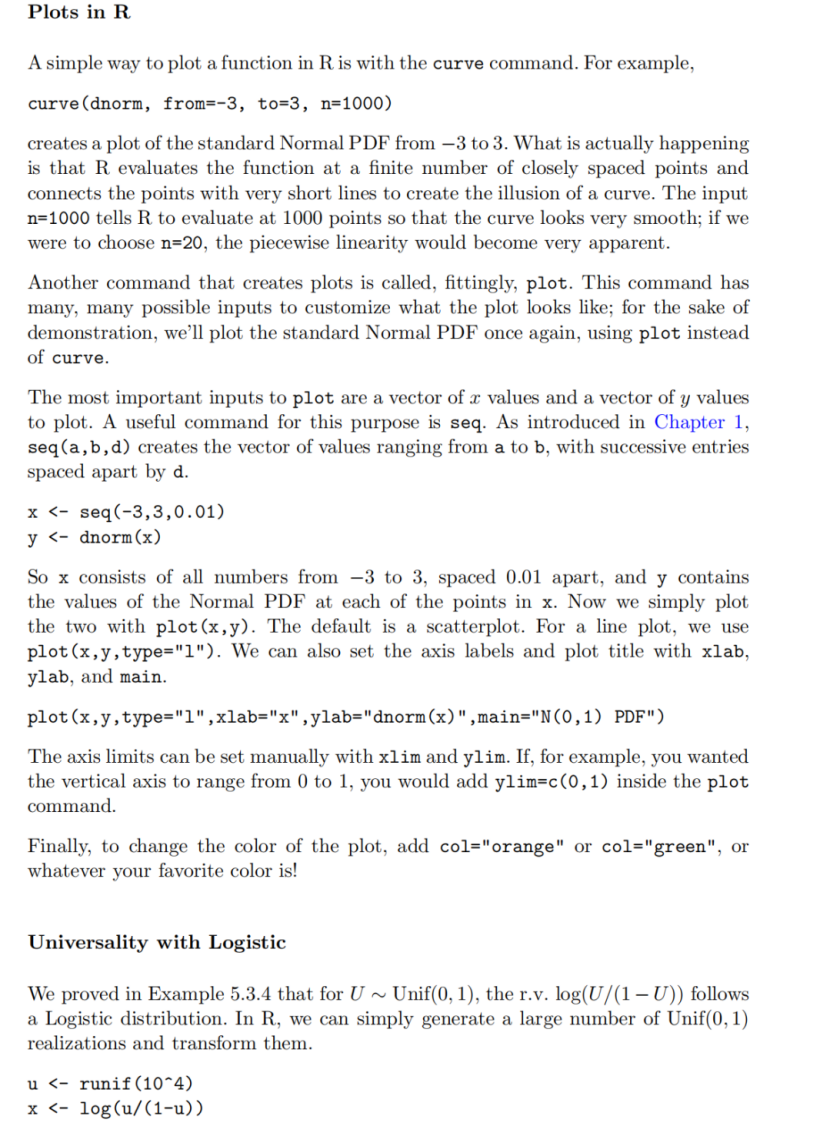 Plots in R
A simple way to plot a function in R is with the curve command. For example,
curve(dnorm, from=-3, to=3, n=1000)
creates a plot of the standard Normal PDF from −3 to 3. What is actually happening
is that R evaluates the function at a finite number of closely spaced points and
connects the points with very short lines to create the illusion of a curve. The input
n=1000 tells R to evaluate at 1000 points so that the curve looks very smooth; if we
were to choose n=20, the piecewise linearity would become very apparent.
Another command that creates plots is called, fittingly, plot. This command has
many, many possible inputs to customize what the plot looks like; for the sake of
demonstration, we'll plot the standard Normal PDF once again, using plot instead
of curve.
The most important inputs to plot are a vector of x values and a vector of y values
to plot. A useful command for this purpose is seq. As introduced in Chapter 1,
seq(a,b,d) creates the vector of values ranging from a to b, with successive entries
spaced apart by d.
x <- seq(-3,3,0.01)
y <- dnorm(x)
So x consists of all numbers from −3 to 3, spaced 0.01 apart, and y contains
the values of the Normal PDF at each of the points in x. Now we simply plot
the two with plot(x,y). The default is a scatterplot. For a line plot, we use
plot(x,y,type="l"). We can also set the axis labels and plot title with xlab,
ylab, and main.
plot(x,y,type="l",xlab="x",ylab="dnorm(x)",main="N(0,1) PDF")
The axis limits can be set manually with xlim and ylim. If, for example, you wanted
the vertical axis to range from 0 to 1, you would add ylim=c(0,1) inside the plot
command.
Finally, to change the color of the plot, add col="orange" or col="green", or
whatever your favorite color is!
Universality with Logistic
We proved in Example 5.3.4 that for U ∼ Unif(0, 1), the r.v. log(U/(1 − U)) follows
a Logistic distribution. In R, we can simply generate a large number of Unif(0, 1)
realizations and transform them.
u <- runif(10^4)
x <- log(u/(1-u))